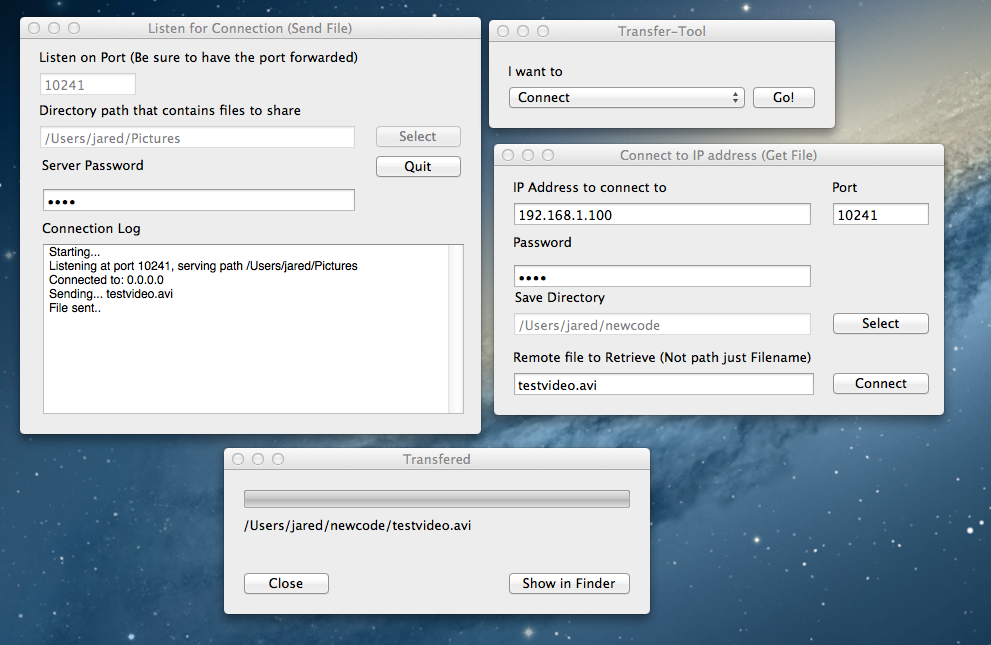 Listen for Connection (Send File)
Listen on Port (Be sure to have the port forwarded)
10241
Directory path that contains files to share
/Users/jared/Pictures
Select
Server Password
Quit
••••
Connection Log
Starting...
Listening at port 10241, serving path /Users/jared/Pictures
Connected to: 0.0.0.0
Sending... testvideo.avi
File sent..
Transfer-Tool
I want to
Connect
Go!
Connect to IP address (Get File)
IP Address to connect to
Port
192.168.1.100
10241
Password
••••
Save Directory
/Users/jared/newcode
Select
Remote file to Retrieve (Not path just Filename)
testvideo.avi
Connect
Transfered
/Users/jared/newcode/testvideo.avi
Close
Show in Finder